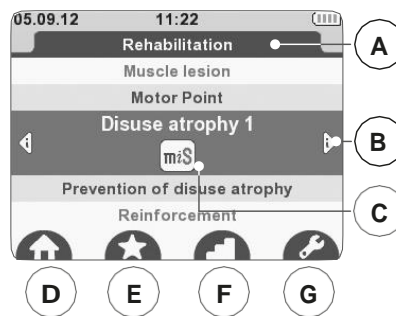 05.09.12 11:22
Rehabilitation
A
Muscle lesion
Motor Point
Disuse atrophy 1
B
miS
C
Prevention of disuse atrophy
Reinforcement
D E F G